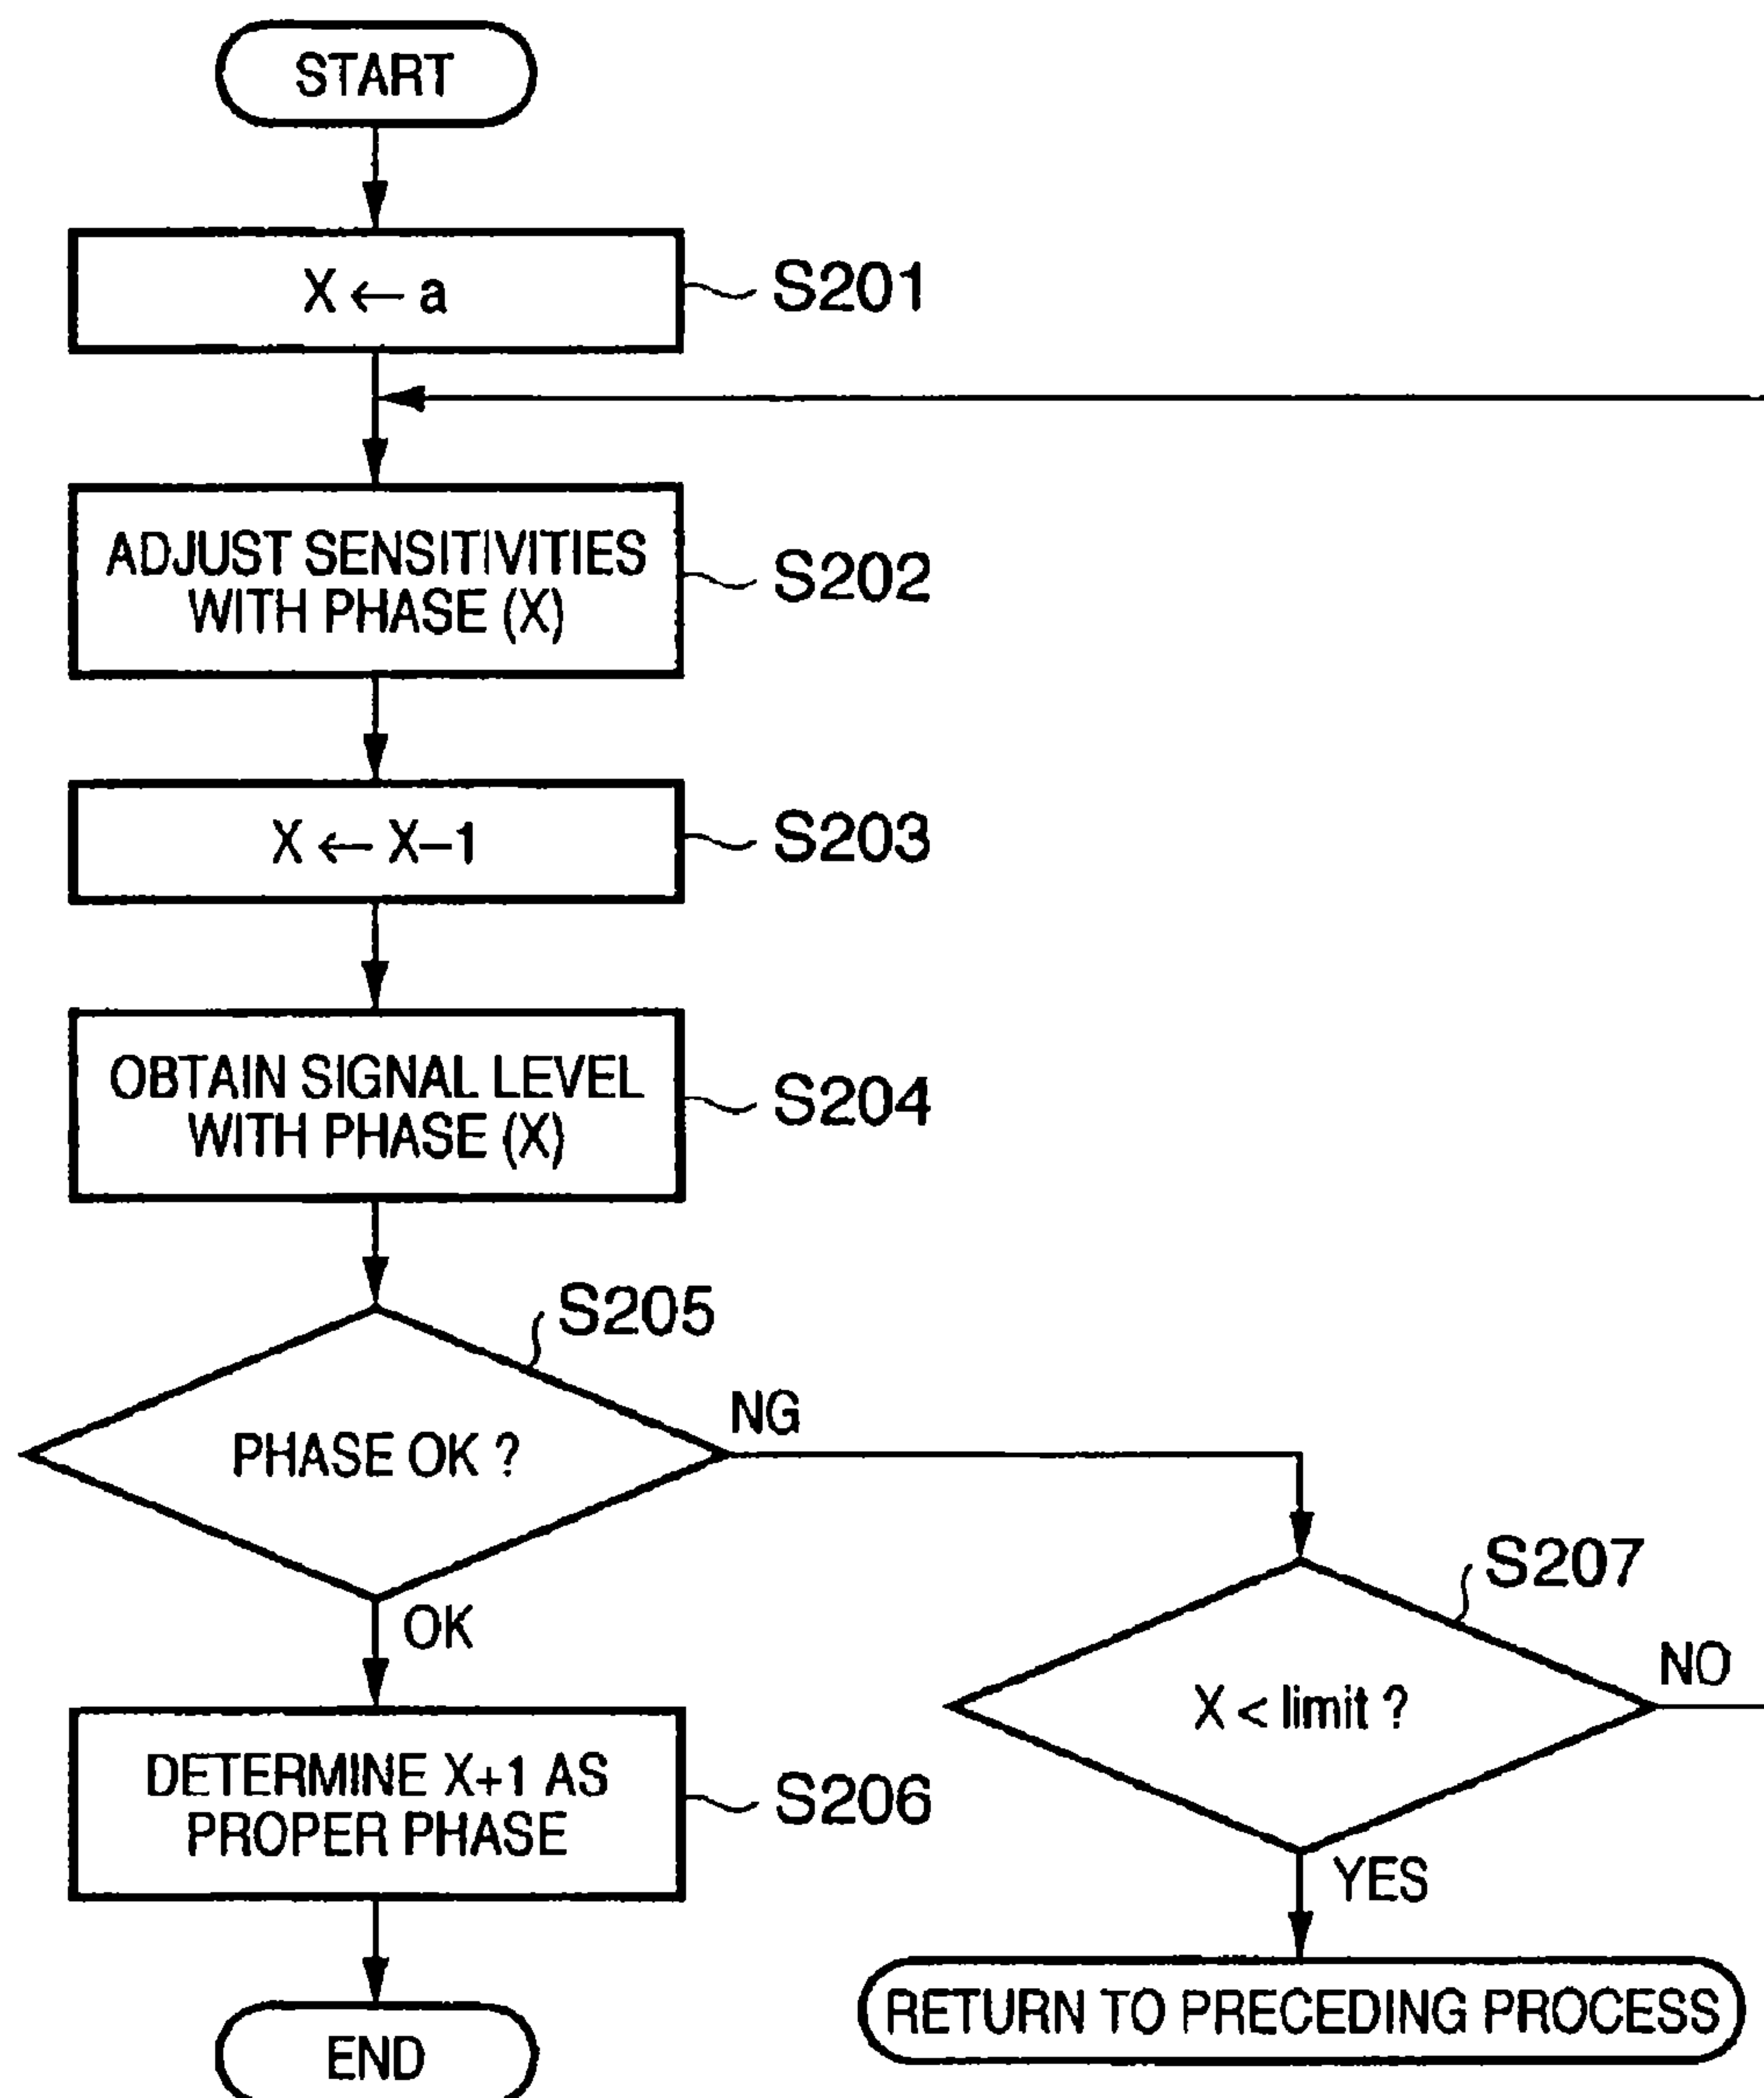 START
X ← a
S201
ADJUST SENSITIVITIES
WITH PHASE (X)
S202
X ← X–1
S203
OBTAIN SIGNAL LEVEL
WITH PHASE (X)
S204
S205
PHASE OK ?
NG
OK
DETERMINE X+1 AS
PROPER PHASE
S206
END
S207
X < limit ?
NO
YES
RETURN TO PRECEDING PROCESS